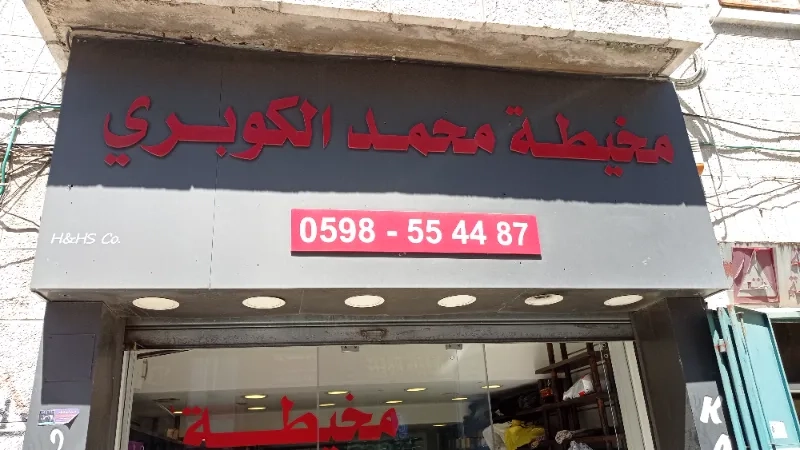 مخيطة محمد الكوبري
0598 - 55 44 87
H&HS Co.
مخيطة